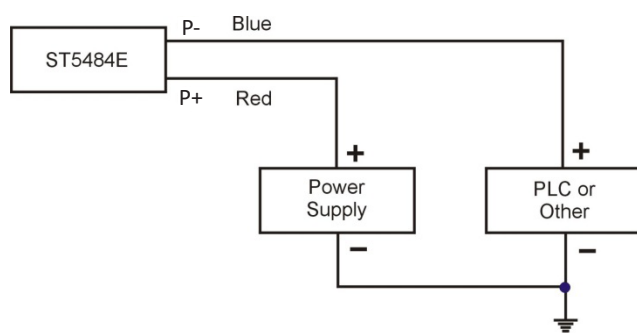 P- Blue
ST5484E
P+ Red
+
+
Power
Supply
PLC or
Other
−
−